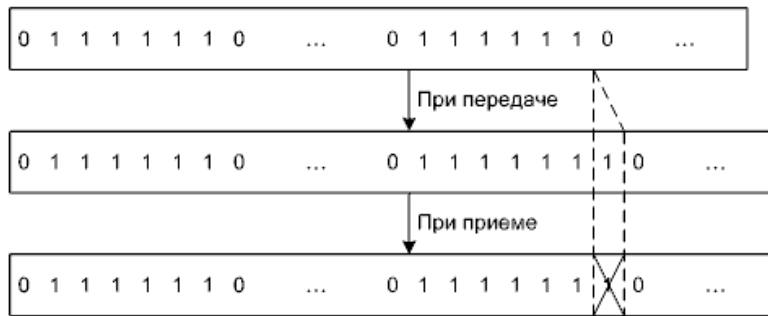 0 1 1 1 1 1 1 0 ... 0 1 1 1 1 1 1 0 ...
При передаче
0 1 1 1 1 1 1 0 ... 0 1 1 1 1 1 1 1 0 ...
При приеме
0 1 1 1 1 1 1 0 ... 0 1 1 1 1 1 1 1 0 ...